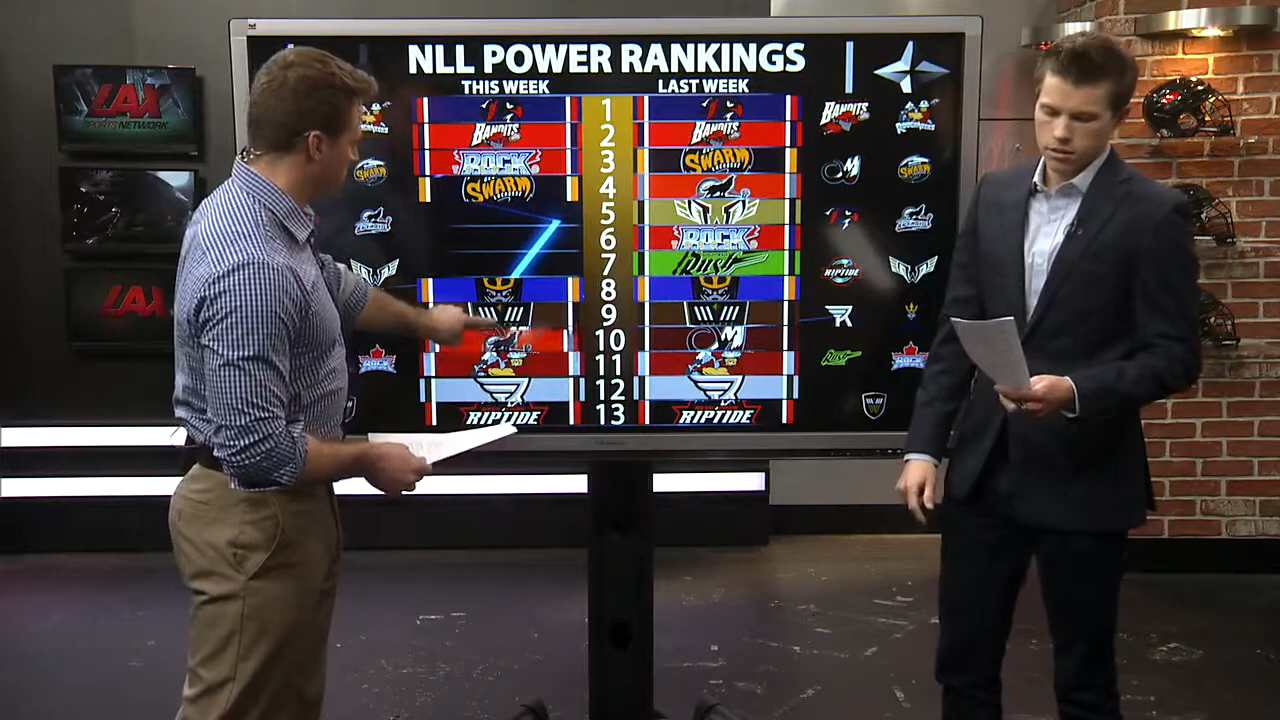 NLL POWER RANKINGS
THIS WEEK
LAST WEEK
LAX
SPORTS NETWORK
LAX
1
2
3
4
5
6
7
8
9
10
11
12
13
BANDITS
ROCK
SWARM
RIPTIDE
BANDITS
SWARM
ROCK
RUSH
RIPTIDE
BANDITS
SWARM
SWARM
RIPTIDE
RUSH
ROCK
ROCK